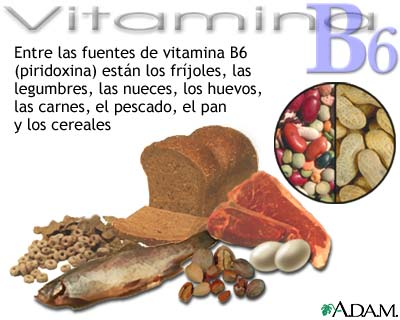 Vitamina
B6
Entre las fuentes de vitamina B6
(piridoxina) están los fríjoles, las
legumbres, las nueces, los huevos,
las carnes, el pescado, el pan
y los cereales
A.D.A.M.